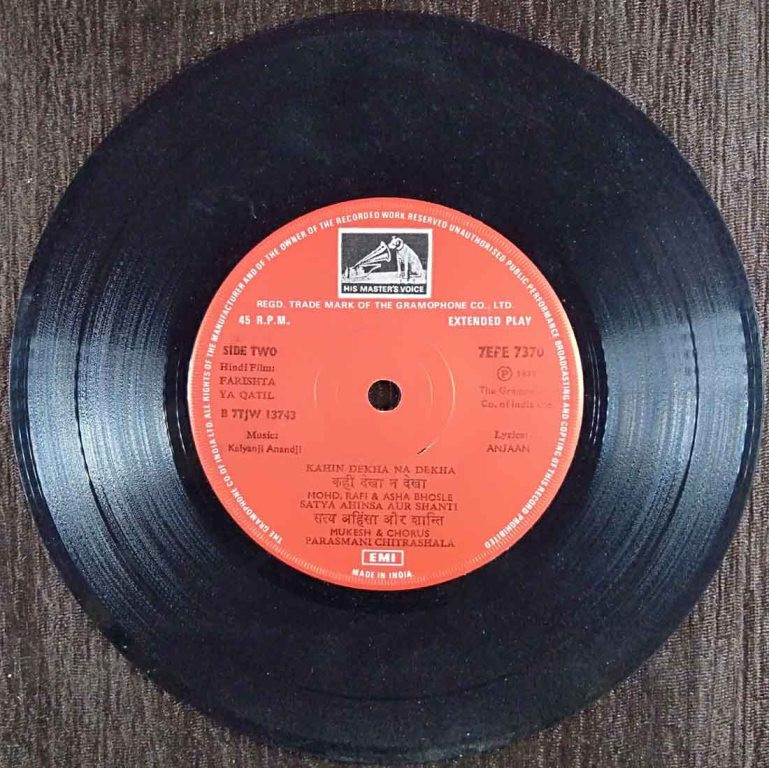 THE GRAMOPHONE CO OF INDIA LTD. ALL RIGHTS OF THE MANUFACTURER AND OF THE OWNER OF THE RECORDED WORK RESERVED UNAUTHORISED PUBLIC PERFORMANCE BROADCASTING AND COPYING OF THIS RECORD PROHIBITED
HIS MASTER'S VOICE
REGD. TRADE MARK OF THE GRAMOPHONE CO., LTD.
45 R.P.M. EXTENDED PLAY
SIDE TWO 7EFE 7370
Hindi Film: ℗
FARISHTA The
YA QATIL Co. of India
B 7TJW 13743
Music: Lyrics:
Kalyanji Anandji ANJAAN
KAHIN DEKHA NA DEKHA
कहीं देखा न देखा
MOHD. RAFI & ASHA BHOSLE
SATYA AHINSA AUR SHANTI
सत्य अहिंसा और शान्ति
MUKESH & CHORUS
PARASMANI CHITRASHALA
EMI
MADE IN INDIA